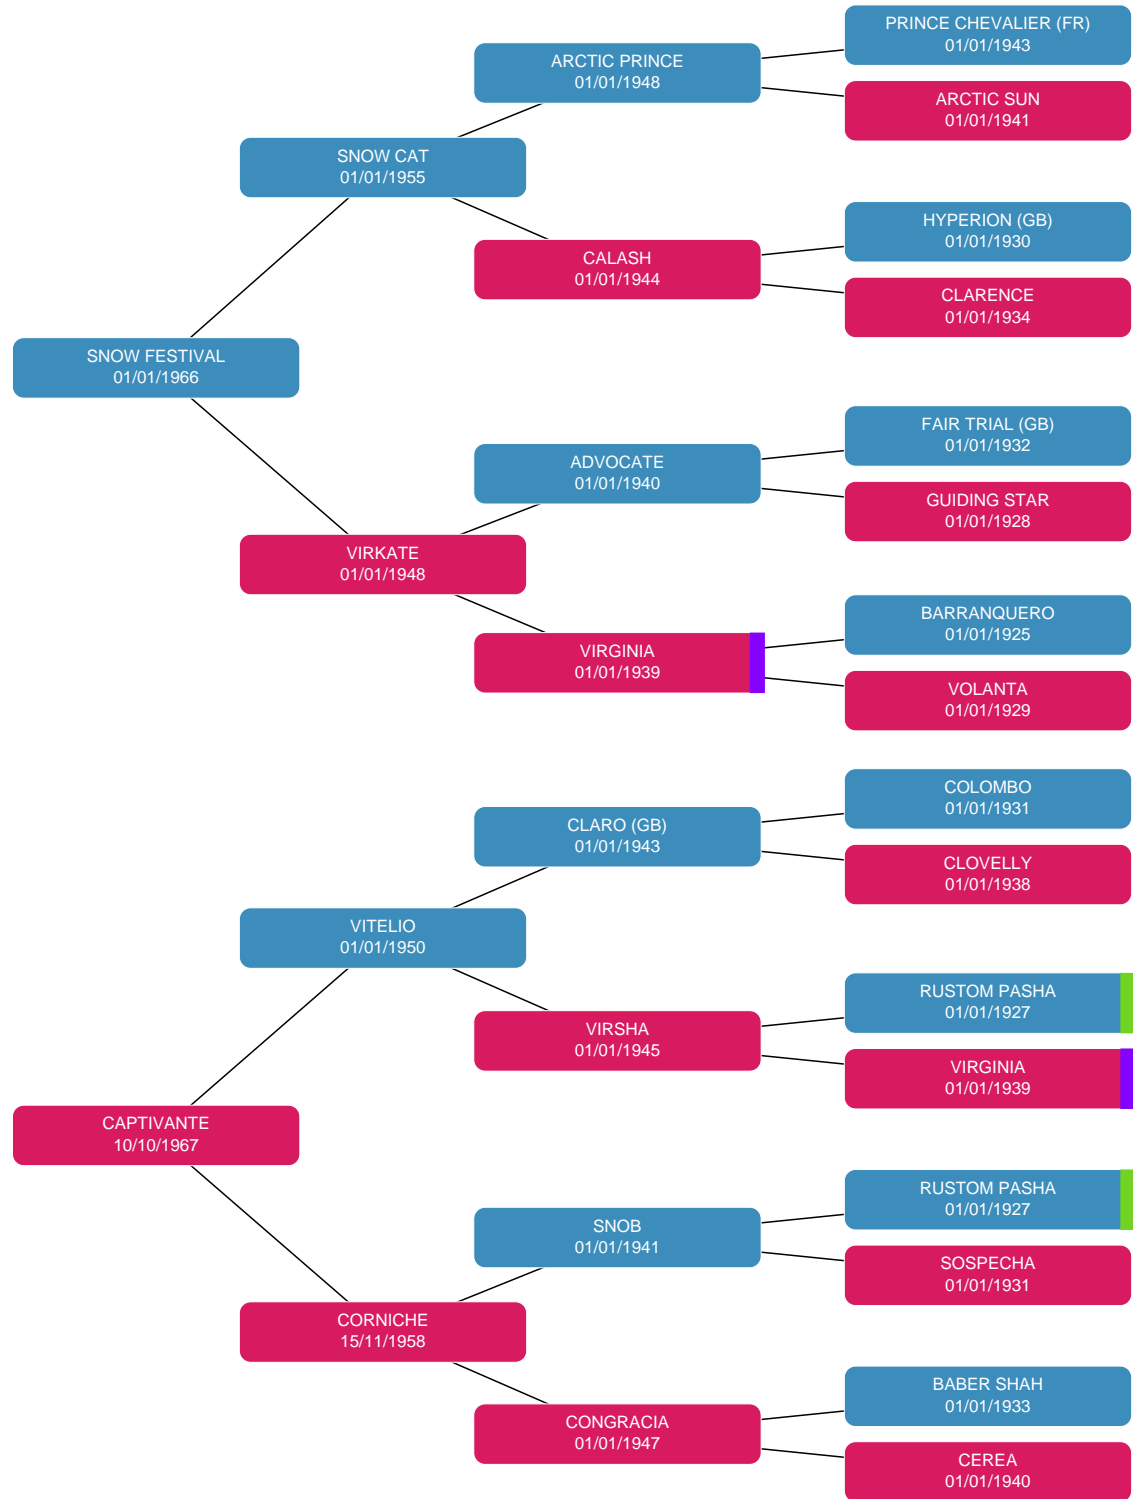 PRINCE CHEVALIER (FR)
01/01/1943
ARCTIC PRINCE
01/01/1948
ARCTIC SUN
01/01/1941
SNOW CAT
01/01/1955
HYPERION (GB)
01/01/1930
CALASH
01/01/1944
CLARENCE
01/01/1934
SNOW FESTIVAL
01/01/1966
FAIR TRIAL (GB)
01/01/1932
ADVOCATE
01/01/1940
GUIDING STAR
01/01/1928
VIRKATE
01/01/1948
BARRANQUERO
01/01/1925
VIRGINIA
01/01/1939
VOLANTA
01/01/1929
COLOMBO
01/01/1931
CLARO (GB)
01/01/1943
CLOVELLY
01/01/1938
VITELIO
01/01/1950
RUSTOM PASHA
01/01/1927
VIRSHA
01/01/1945
VIRGINIA
01/01/1939
CAPTIVANTE
10/10/1967
RUSTOM PASHA
01/01/1927
SNOB
01/01/1941
SOSPECHA
01/01/1931
CORNICHE
15/11/1958
BABER SHAH
01/01/1933
CONGRACIA
01/01/1947
CEREA
01/01/1940